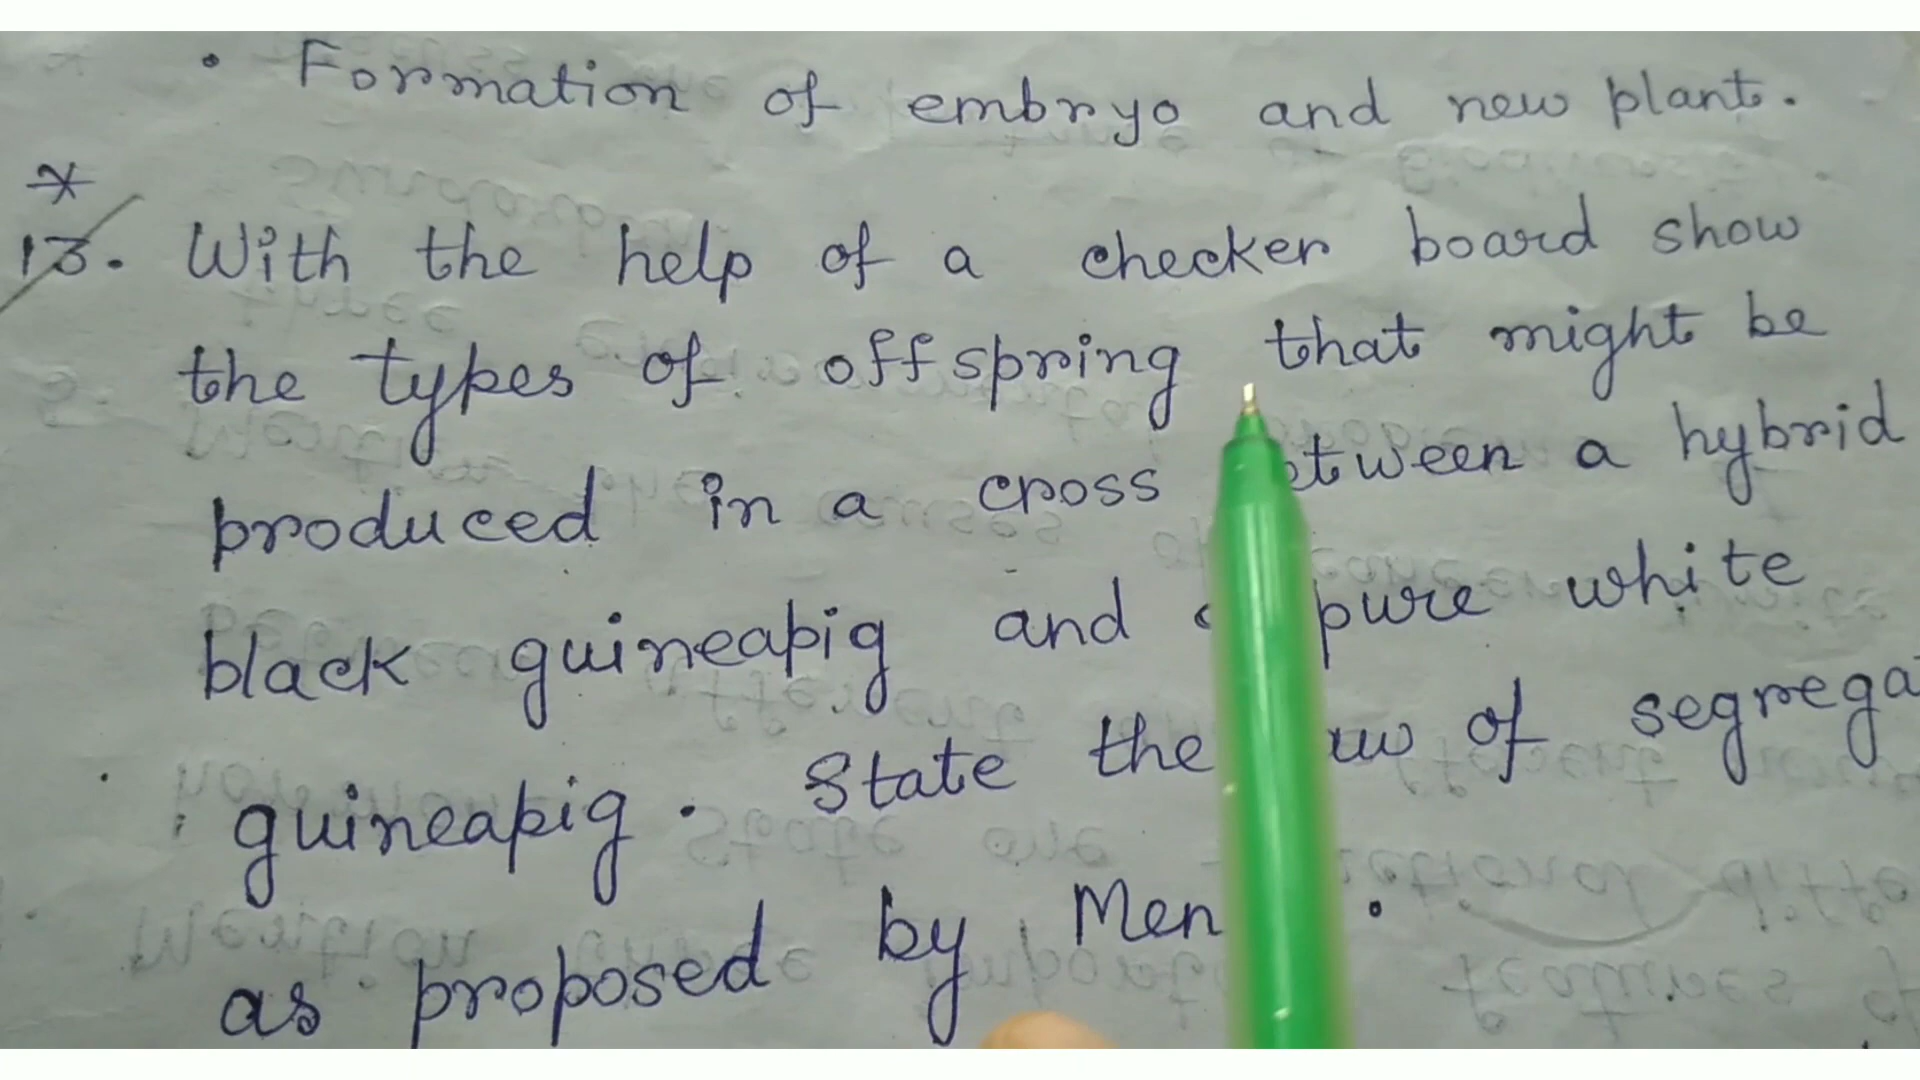 • Formation of embryo and new plant.
*
13. With the help of a checker board show
the types of offspring that might be
produced in a cross between a hybrid
black guineapig and a pure white
guineapig. State the law of segrega
as proposed by Men .